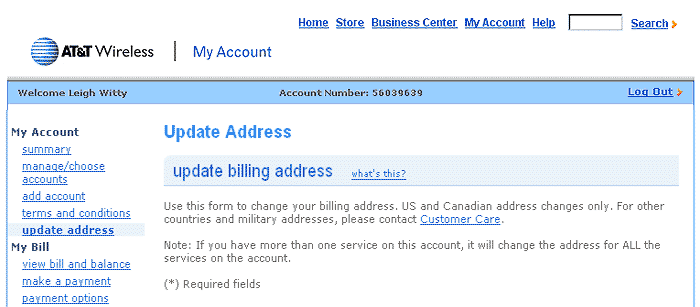 Home Store Business Center My Account Help Search
AT&T Wireless My Account
Welcome Leigh Witty Account Number: 56039639 Log Out
My Account
summary
manage/choose
accounts
add account
terms and conditions
update address
My Bill
view bill and balance
make a payment
payment options
Update Address
update billing address what's this?
Use this form to change your billing address. US and Canadian address changes only. For other
countries and military addresses, please contact Customer Care.
Note: If you have more than one service on this account, it will change the address for ALL the
services on the account.
(*) Required fields